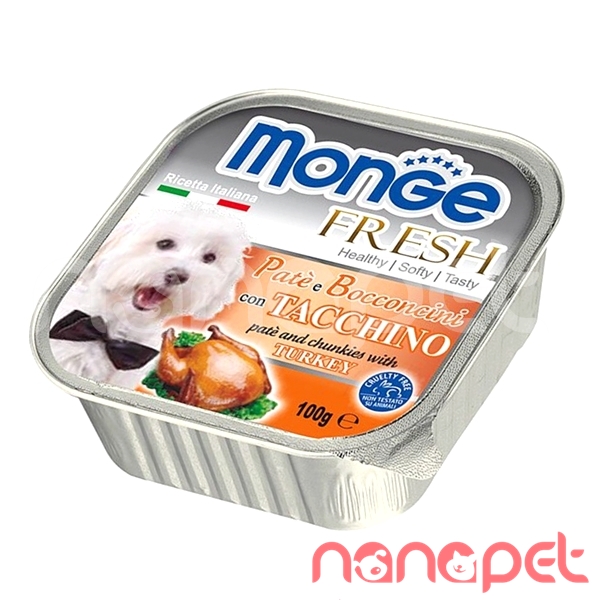 Ricetta Italiana
MONGE
FRESH
Healthy | Softy | Tasty
Patè e Bocconcini
con TACCHINO
patè and chunkies with
TURKEY
100g e
CRUELTY FREE
NON TESTATO
SU ANIMALI
nanapet